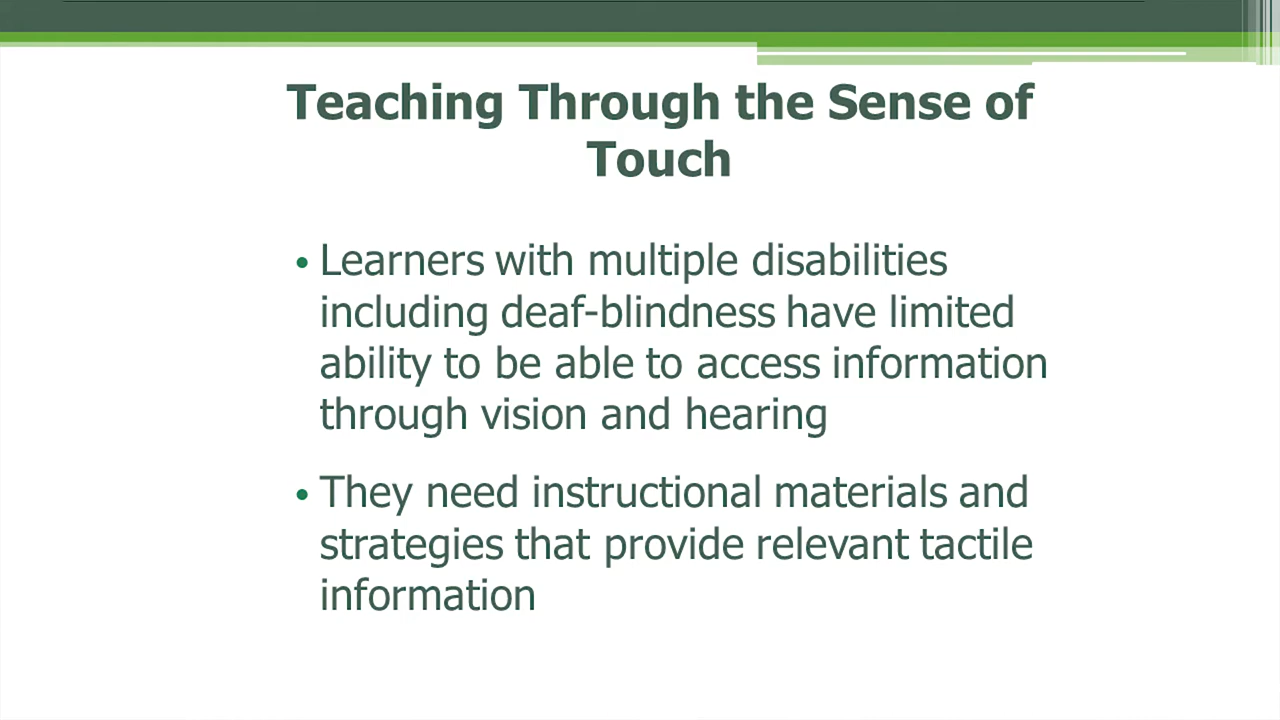 Teaching Through the Sense of
Touch
• Learners with multiple disabilities
including deaf-blindness have limited
ability to be able to access information
through vision and hearing
• They need instructional materials and
strategies that provide relevant tactile
information